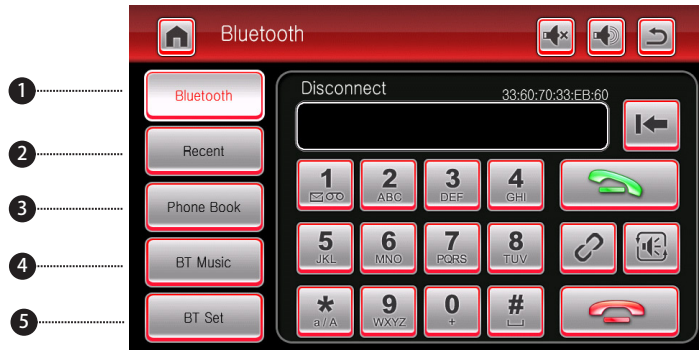 Bluetooth
1 Bluetooth
Disconnect 33:60:70:33:EB:60
2 Recent
1 2 ABC 3 DEF 4 GHI
3 Phone Book
5 JKL 6 MNO 7 PQRS 8 TUV
4 BT Music
5 BT Set
* a/A 9 WXYZ 0 + #